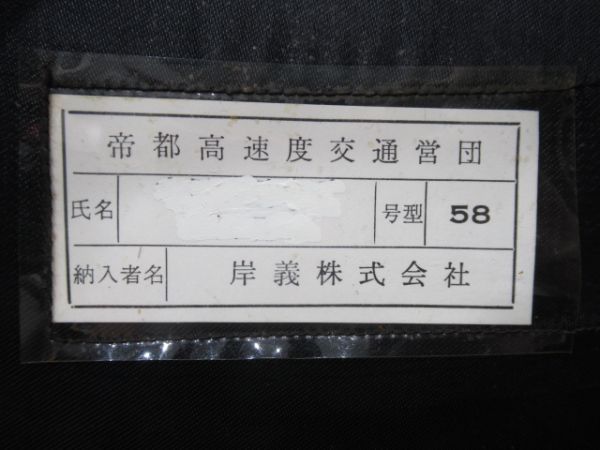 帝都高速度交通営団
氏名 号型 58
納入者名 岸義株式会社